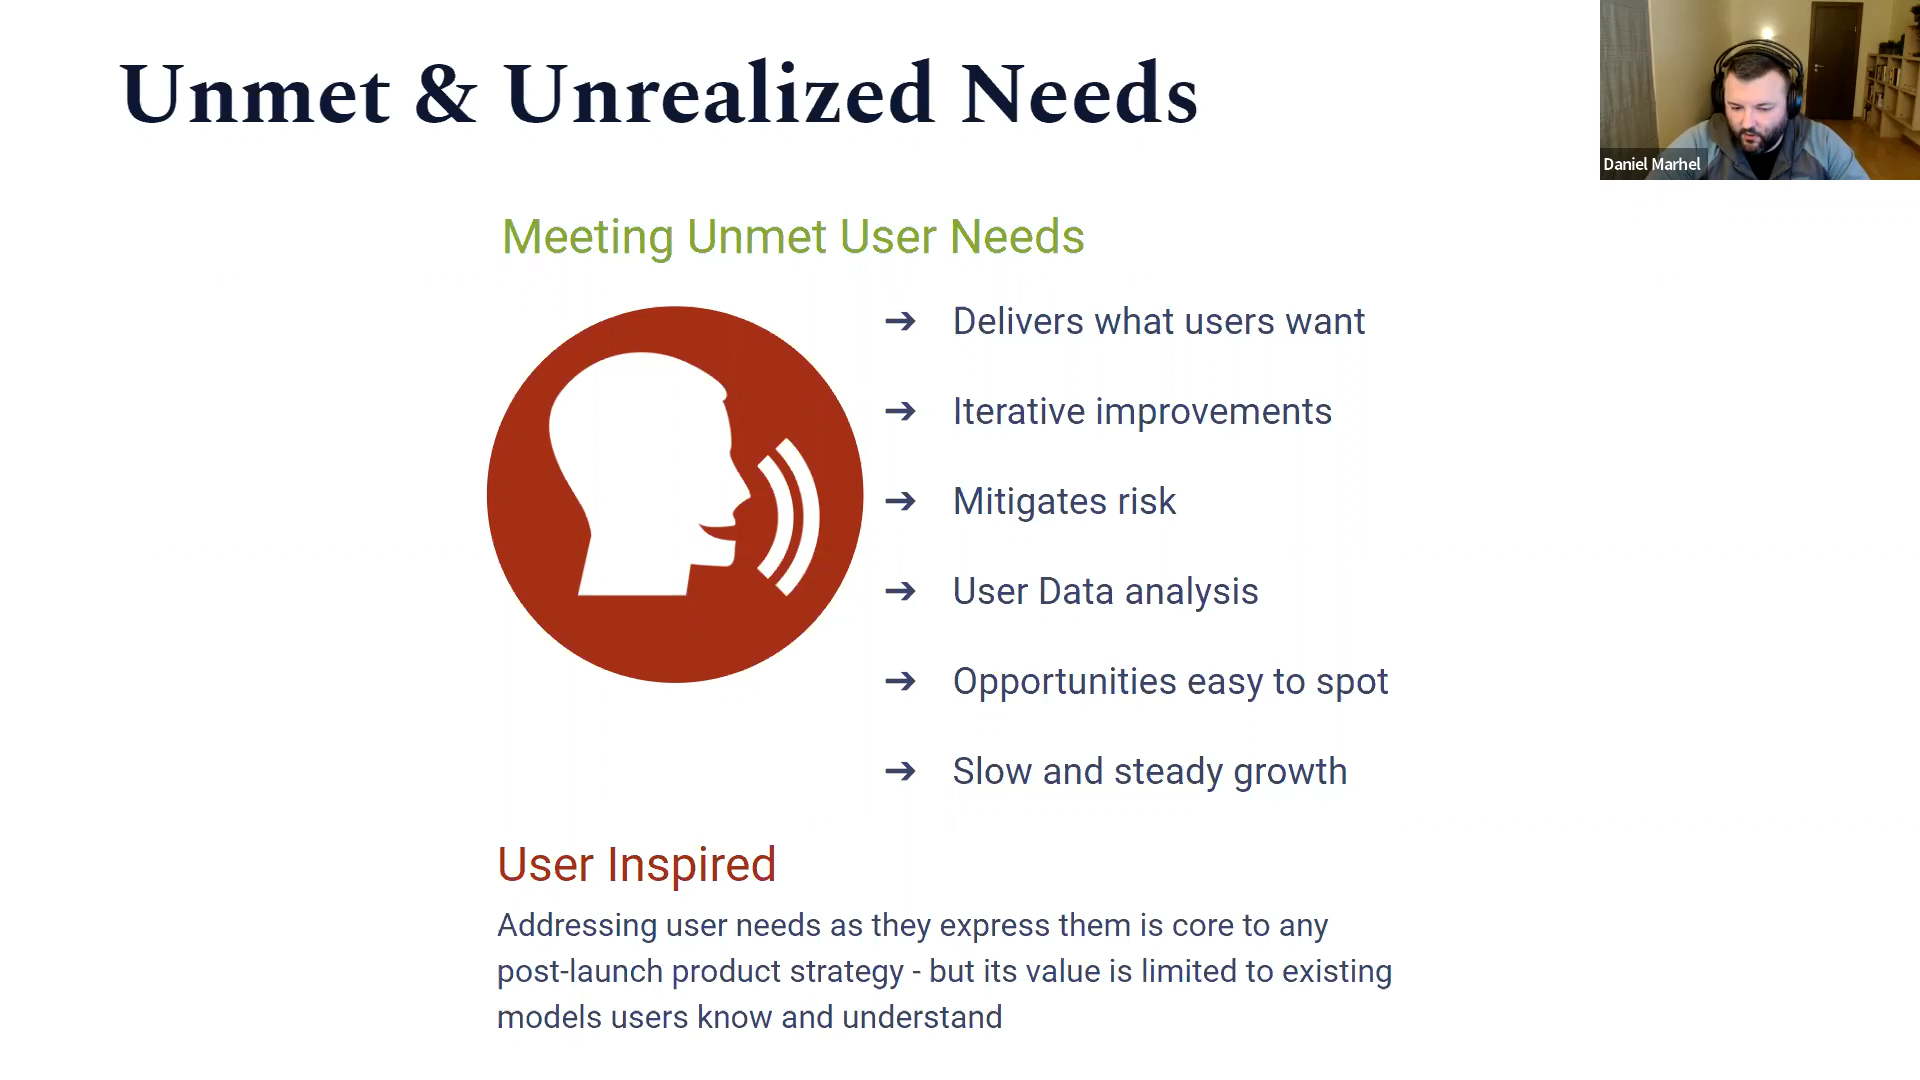 Unmet & Unrealized Needs
Daniel Marhel
Meeting Unmet User Needs
➔ Delivers what users want
➔ Iterative improvements
➔ Mitigates risk
➔ User Data analysis
➔ Opportunities easy to spot
➔ Slow and steady growth
User Inspired
Addressing user needs as they express them is core to any
post-launch product strategy - but its value is limited to existing
models users know and understand